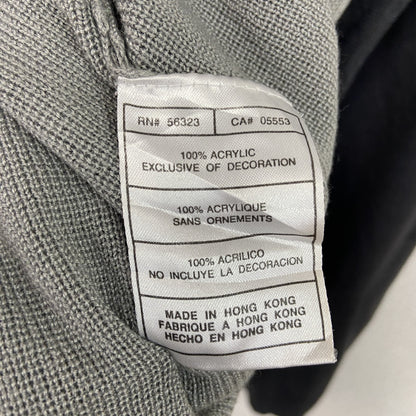 RN# 56323 CA# 05553
100% ACRYLIC
EXCLUSIVE OF DECORATION
100% ACRYLIQUE
SANS ORNEMENTS
100% ACRILICO
NO INCLUYE LA DECORACION
MADE IN HONG KONG
FABRIQUE A HONG KONG
HECHO EN HONG KONG